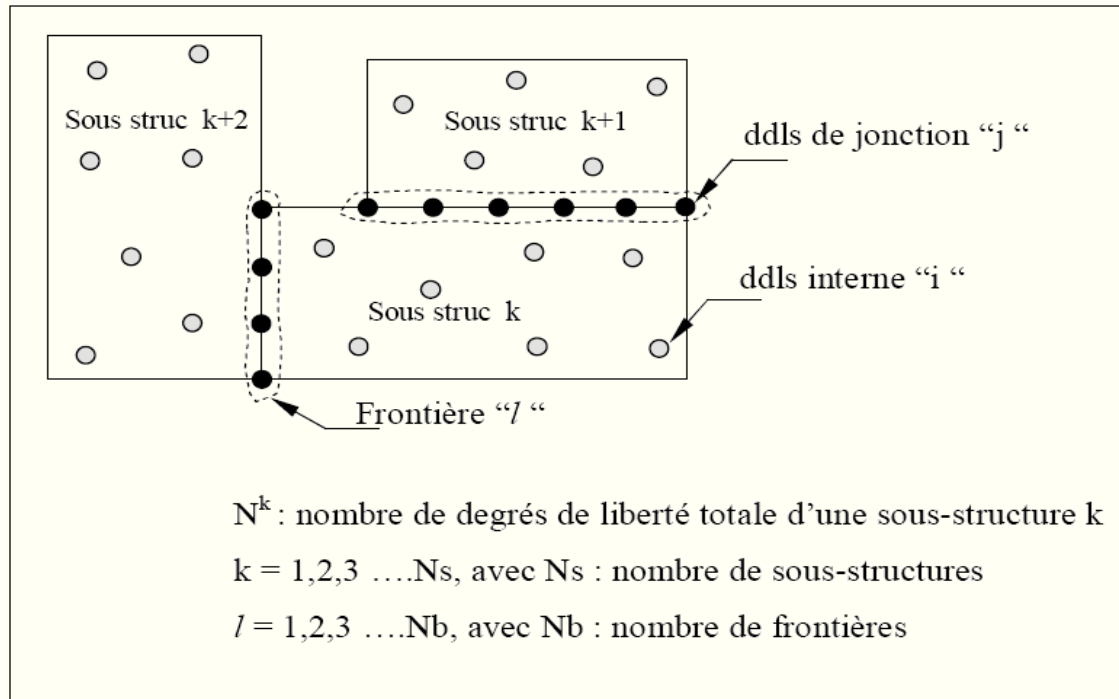 Sous struc k+2
Sous struc k+1
ddls de jonction “j “
ddls interne “i “
Sous struc k
Frontière “l “
N^k : nombre de degrés de liberté totale d’une sous-structure k
k = 1,2,3 ….Ns, avec Ns : nombre de sous-structures
l = 1,2,3 ….Nb, avec Nb : nombre de frontières